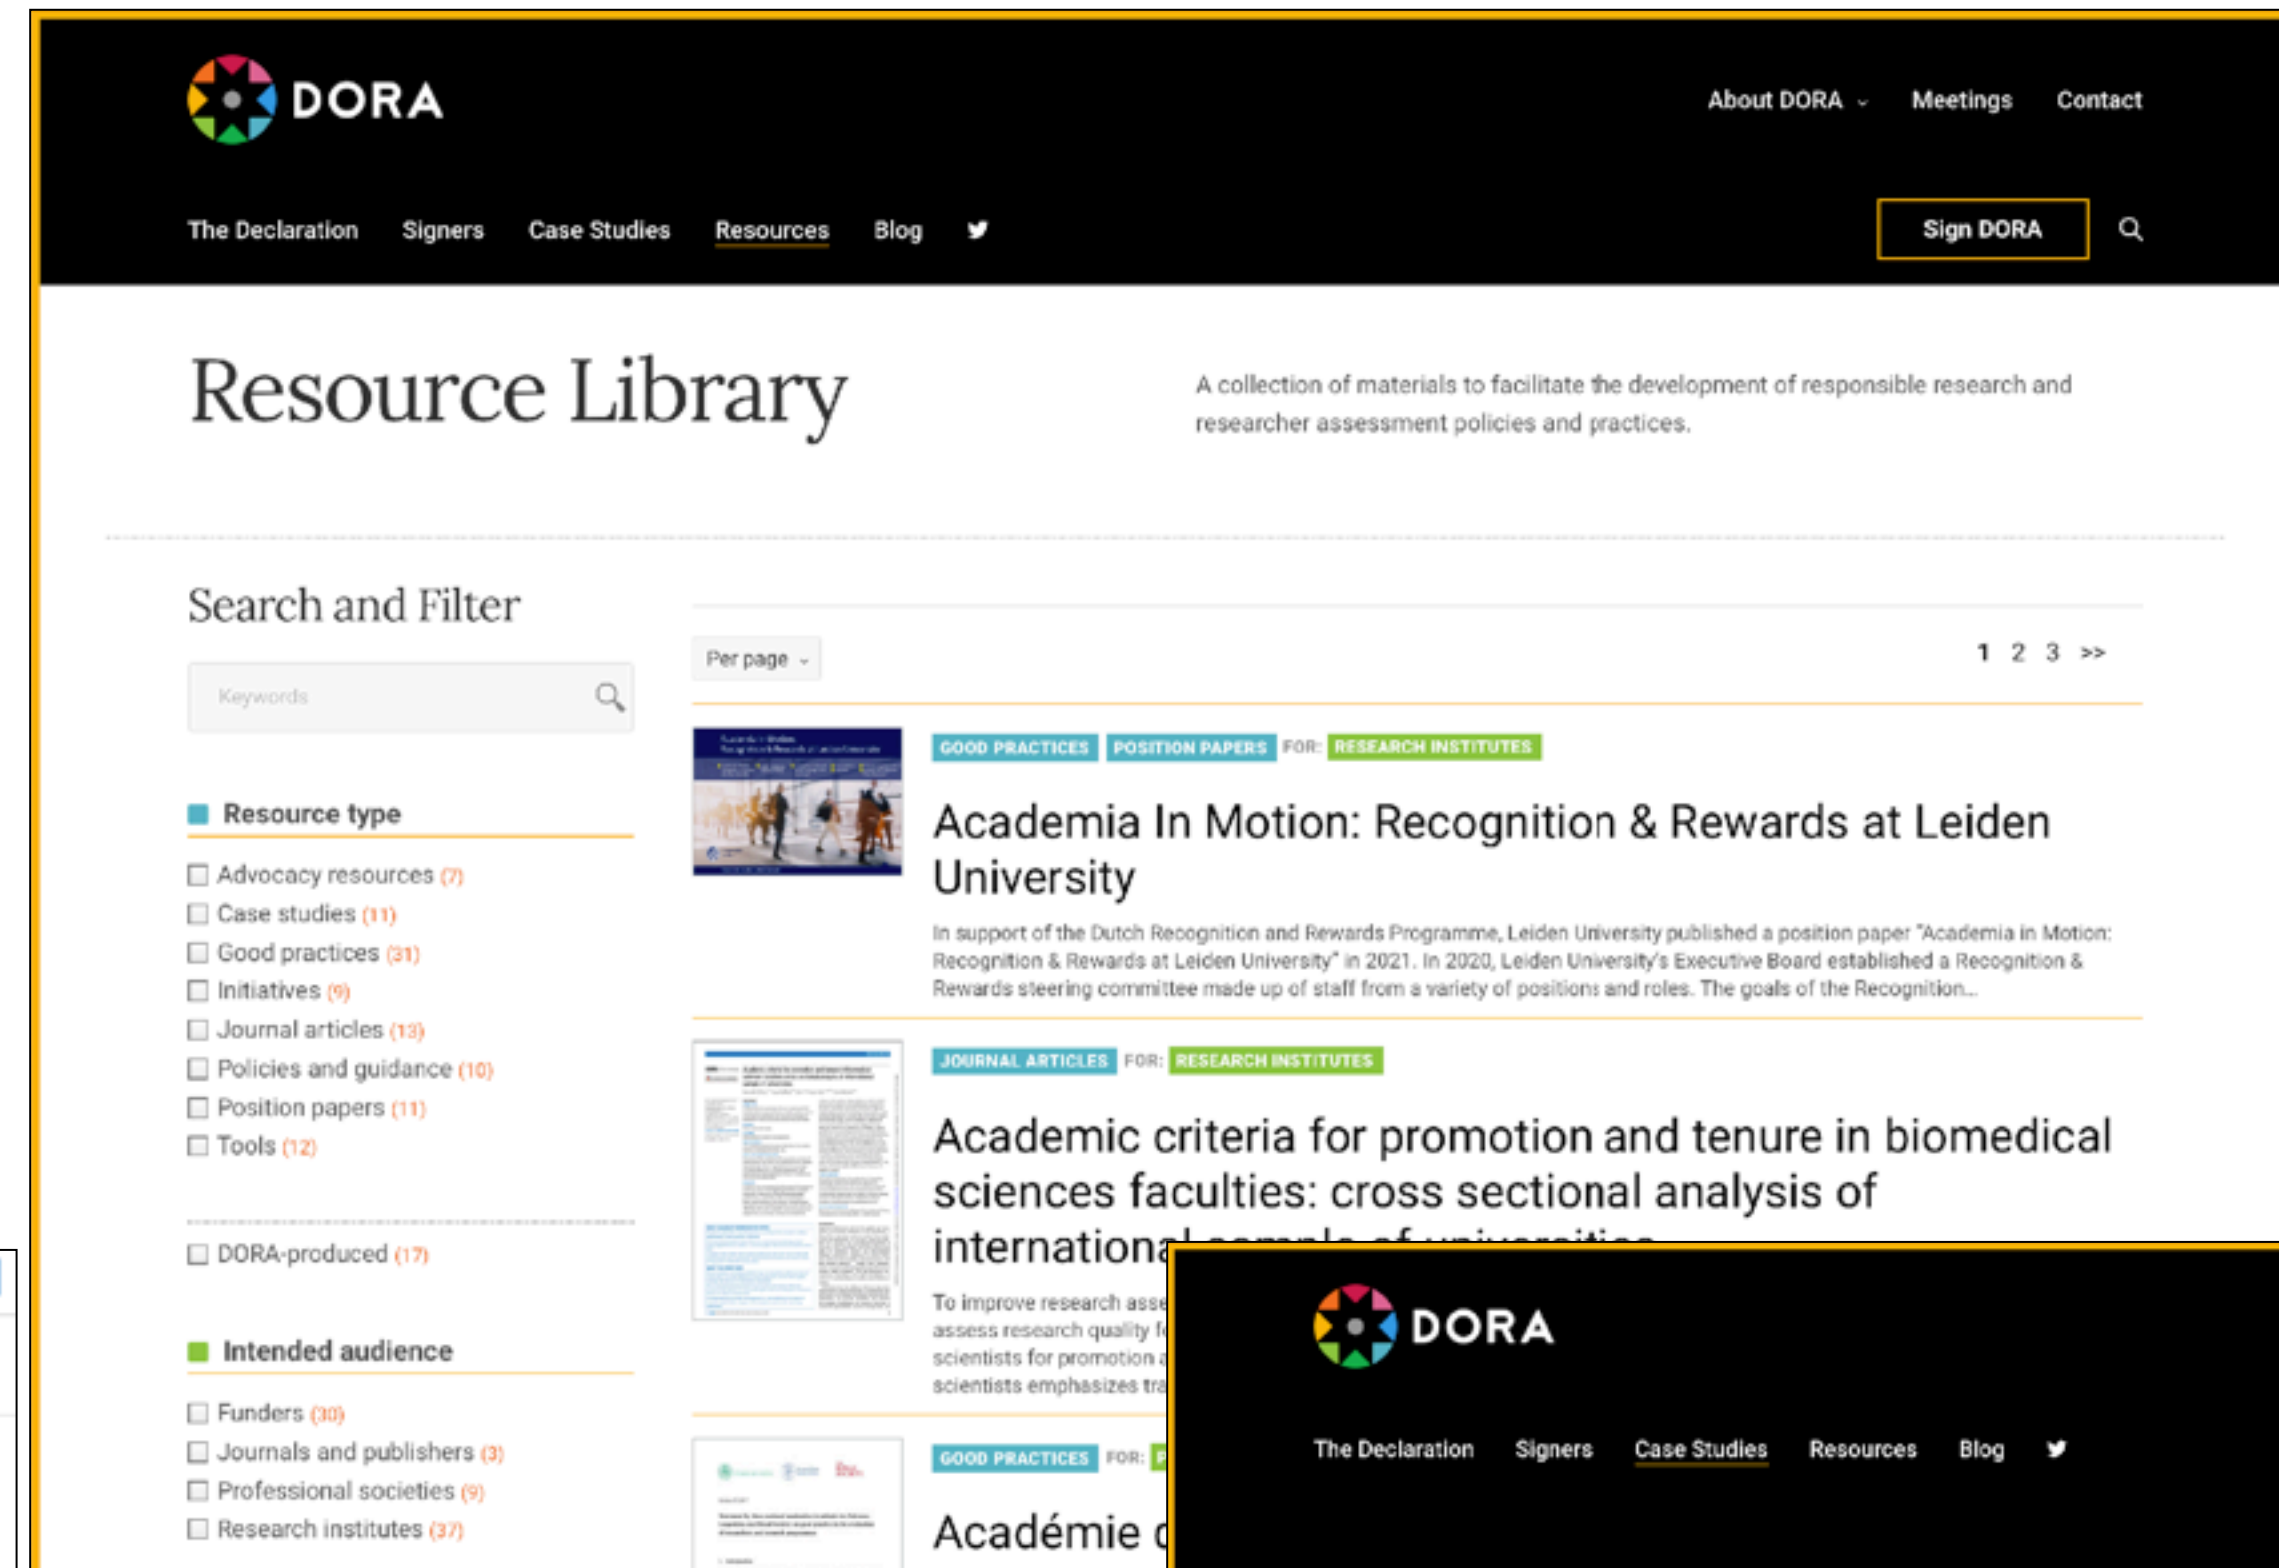 DORA
About DORA
Meetings
Contact
The Declaration
Signers
Case Studies
Resources
Blog
Sign DORA
Resource Library
A collection of materials to facilitate the development of responsible research and
researcher assessment policies and practices.
Search and Filter
Keywords
Resource type
Advocacy resources (7)
Case studies (11)
Good practices (31)
Initiatives (9)
Journal articles (13)
Policies and guidance (10)
Position papers (11)
Tools (12)
DORA-produced (17)
Intended audience
Funders (30)
Journals and publishers (3)
Professional societies (9)
Research institutes (37)
Per page
1 2 3 >>
GOOD PRACTICES POSITION PAPERS FOR: RESEARCH INSTITUTES
Academia In Motion: Recognition & Rewards at Leiden
University
In support of the Dutch Recognition and Rewards Programme, Leiden University published a position paper "Academia in Motion:
Recognition & Rewards at Leiden University" in 2021. In 2020, Leiden University's Executive Board established a Recognition &
Rewards steering committee made up of staff from a variety of positions and roles. The goals of the Recognition...
JOURNAL ARTICLES FOR: RESEARCH INSTITUTES
Academic criteria for promotion and tenure in biomedical
sciences faculties: cross sectional analysis of
international sample of universities
To improve research
assess research quality
scientists for promotion
scientists emphasizes
GOOD PRACTICES FOR:
Académie
DORA
The Declaration
Signers
Case Studies
Resources
Blog